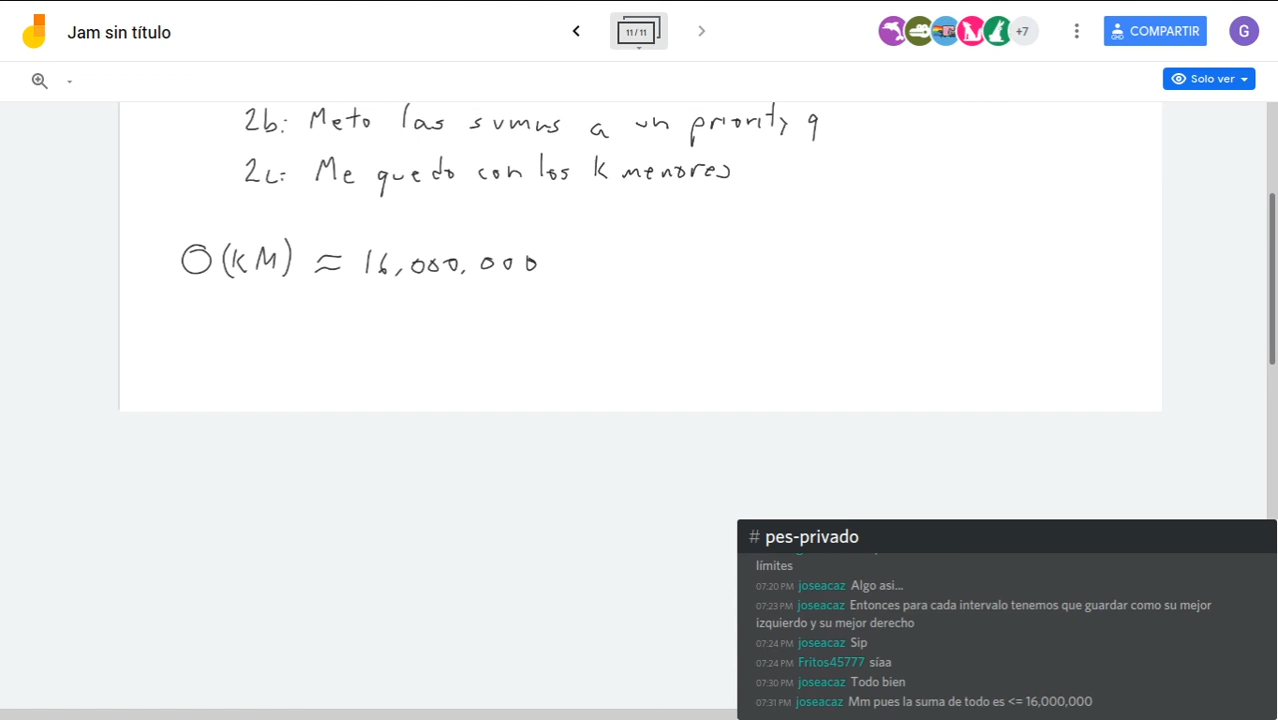 Jam sin título
11/11
+7
COMPARTIR
G
Solo ver
2b: Meto las sumas a un priority q
2c: Me quedo con los k menores
O(KM) ≈ 16,000,000
# pes-privado
límites
07:20 PM joseacaz Algo asi...
07:23 PM joseacaz Entonces para cada intervalo tenemos que guardar como su mejor
izquierdo y su mejor derecho
07:24 PM joseacaz Sip
07:24 PM Fritos45777 síaa
07:30 PM joseacaz Todo bien
07:31 PM joseacaz Mm pues la suma de todo es <= 16,000,000